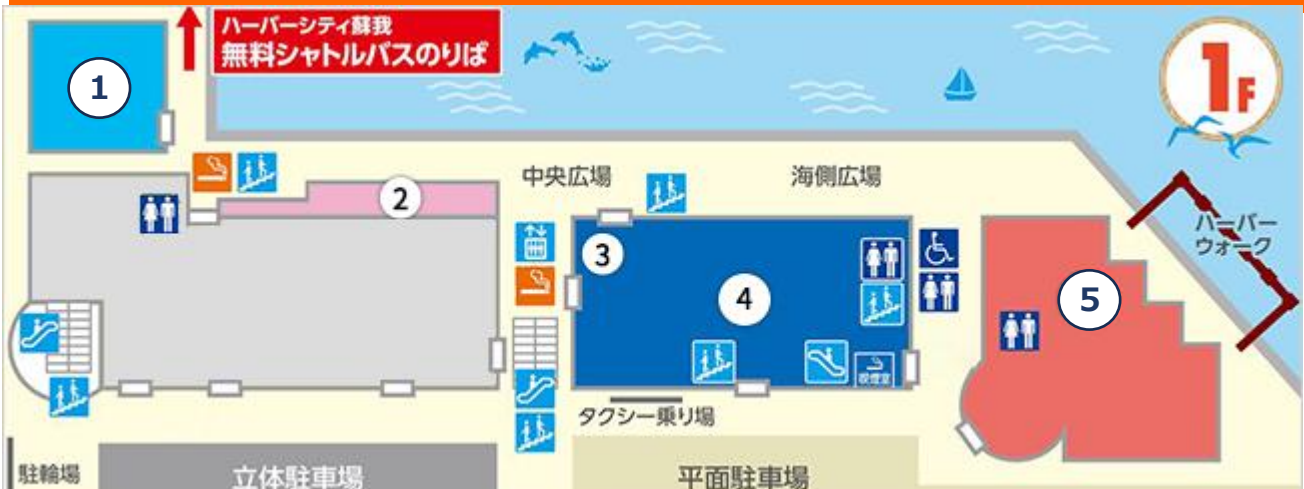 ハーバーシティ蘇我
無料シャトルバスのりば
1F
1
2
中央広場
海側広場
ハーバー
ウォーク
3
4
5
喫煙室
タクシー乗り場
駐輪場
立体駐車場
平面駐車場